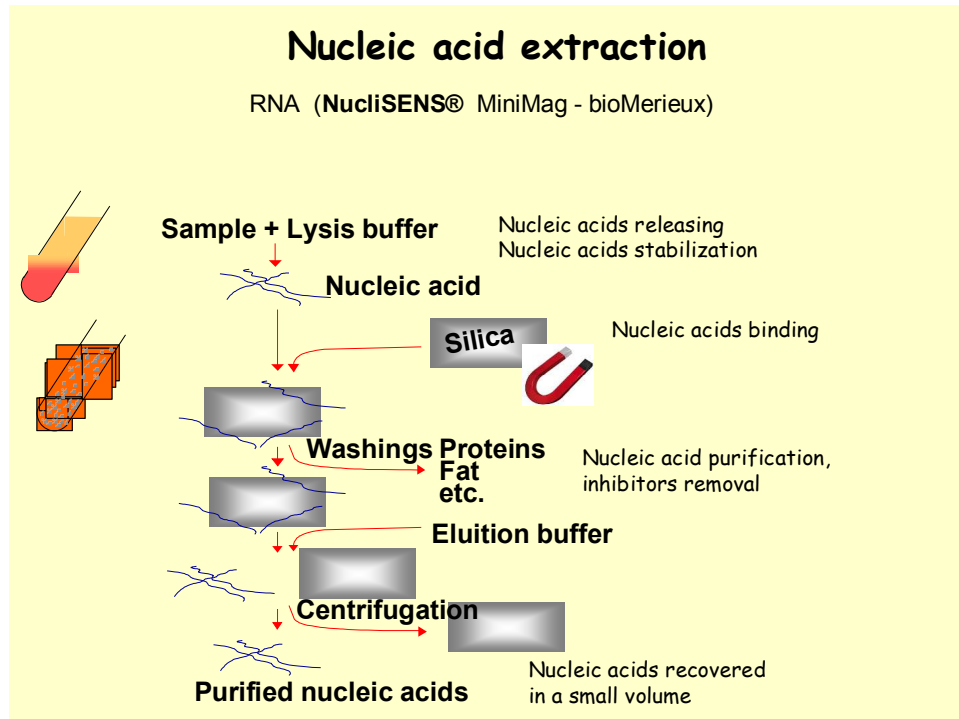 Nucleic acid extraction
RNA (NucliSENS® MiniMag - bioMerieux)
Sample + Lysis buffer
Nucleic acids releasing
Nucleic acids stabilization
Nucleic acid
Silica
Nucleic acids binding
Washings Proteins
Fat
etc.
Nucleic acid purification,
inhibitors removal
Eluition buffer
Centrifugation
Nucleic acids recovered
in a small volume
Purified nucleic acids